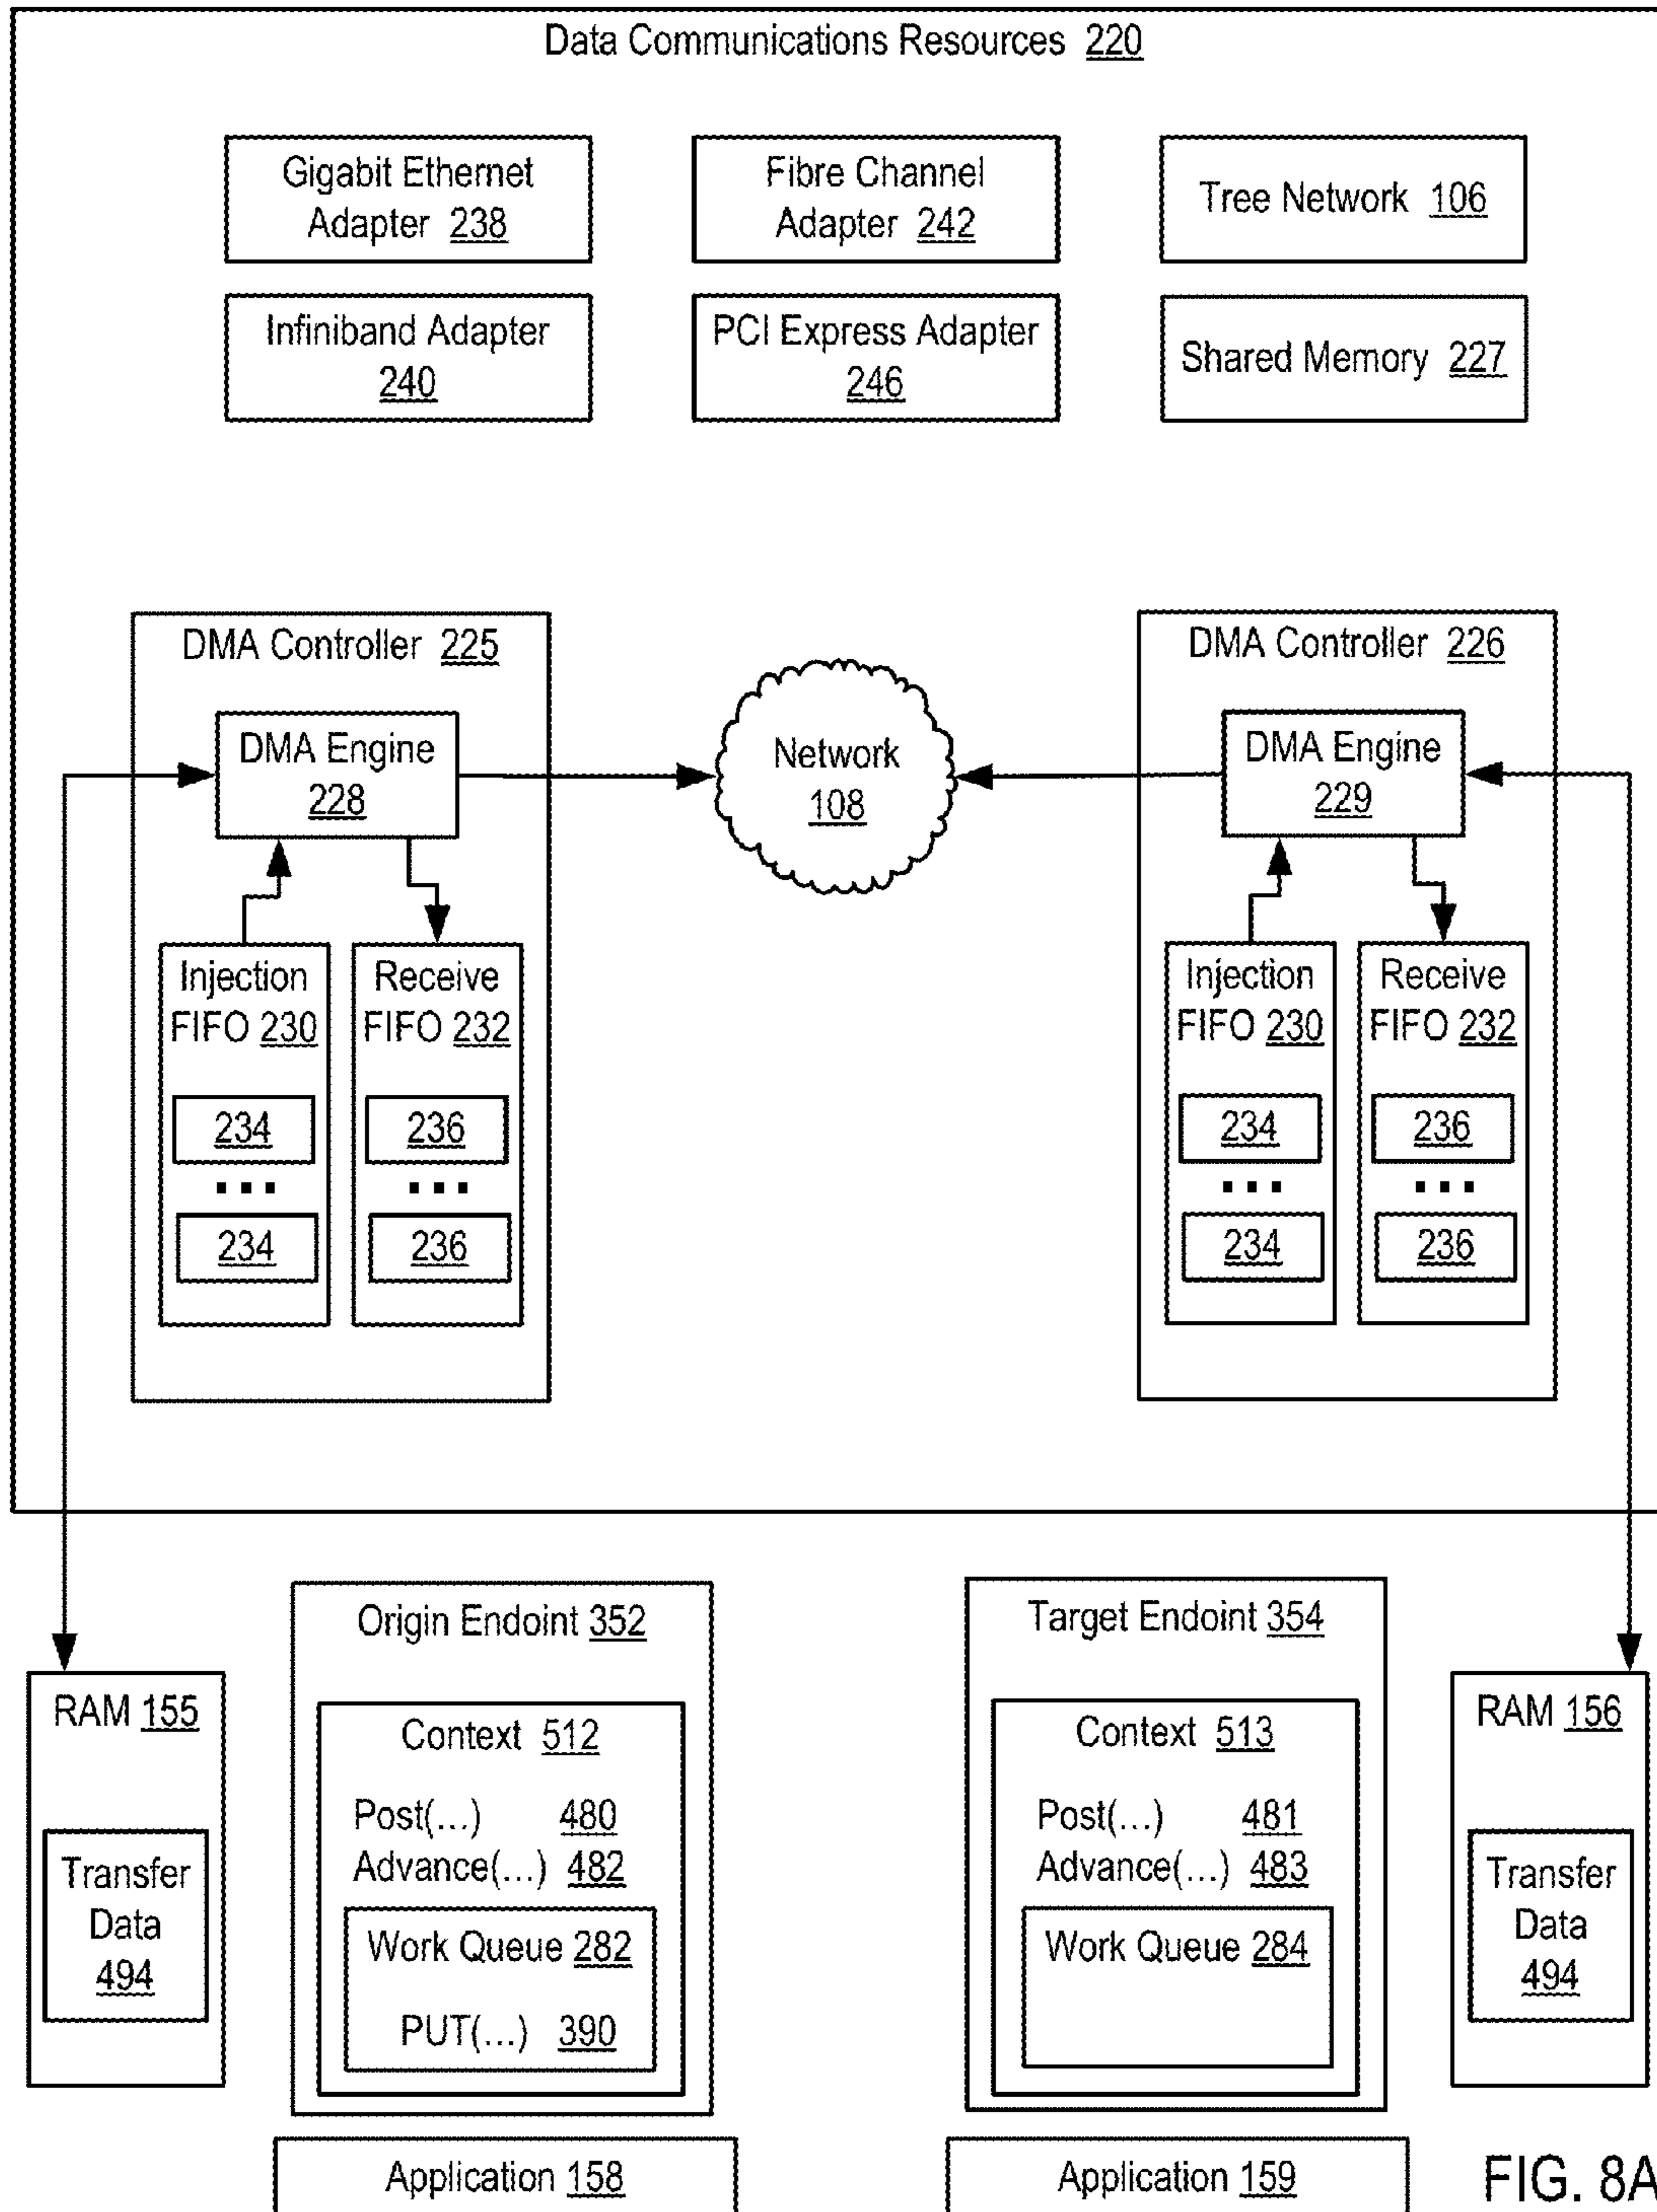 Data Communications Resources 220
Gigabit Ethernet
Adapter 238
Fibre Channel
Adapter 242
Tree Network 106
Infiniband Adapter
240
PCI Express Adapter
246
Shared Memory 227
DMA Controller 225
DMA Engine
228
Injection
FIFO 230
234
...
234
Receive
FIFO 232
236
...
236
Network
108
DMA Controller 226
DMA Engine
229
Injection
FIFO 230
234
...
234
Receive
FIFO 232
236
...
236
RAM 155
Transfer
Data
494
Origin Endoint 352
Context 512
Post(...) 480
Advance(...) 482
Work Queue 282
PUT(...) 390
Target Endoint 354
Context 513
Post(...) 481
Advance(...) 483
Work Queue 284
RAM 156
Transfer
Data
494
Application 158
Application 159
FIG. 8A